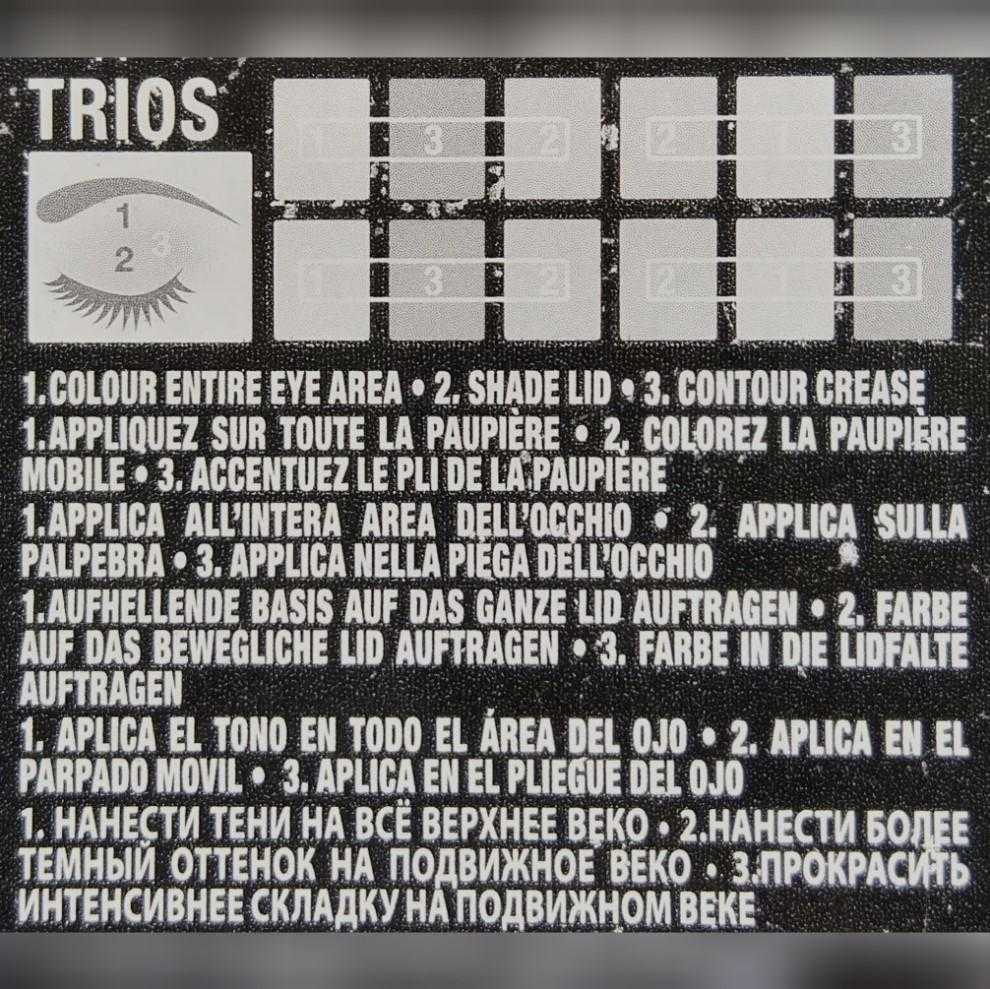 TRIOS
1 3 2 2 1 3
1 2 3
1 3 2 2 1 3
1.COLOUR ENTIRE EYE AREA • 2. SHADE LID • 3. CONTOUR CREASE
1.APPLIQUEZ SUR TOUTE LA PAUPIÈRE • 2. COLOREZ LA PAUPIÈRE
MOBILE • 3. ACCENTUEZ LE PLI DE LA PAUPIÈRE
1.APPLICA ALL'INTERA AREA DELL'OCCHIO • 2. APPLICA SULLA
PALPEBRA • 3. APPLICA NELLA PIEGA DELL'OCCHIO
1.AUFHELLENDE BASIS AUF DAS GANZE LID AUFTRAGEN • 2. FARBE
AUF DAS BEWEGLICHE LID AUFTRAGEN • 3. FARBE IN DIE LIDFALTE
AUFTRAGEN
1. APLICA EL TONO EN TODO EL ÁREA DEL OJO • 2. APLICA EN EL
PARPADO MOVIL • 3. APLICA EN EL PLIEGUE DEL OJO
1. НАНЕСТИ ТЕНИ НА ВСЁ ВЕРХНЕЕ ВЕКО • 2.НАНЕСТИ БОЛЕЕ
ТЕМНЫЙ ОТТЕНОК НА ПОДВИЖНОЕ ВЕКО • 3.ПРОКРАСИТЬ
ИНТЕНСИВНЕЕ СКЛАДКУ НА ПОДВИЖНОМ ВЕКЕ